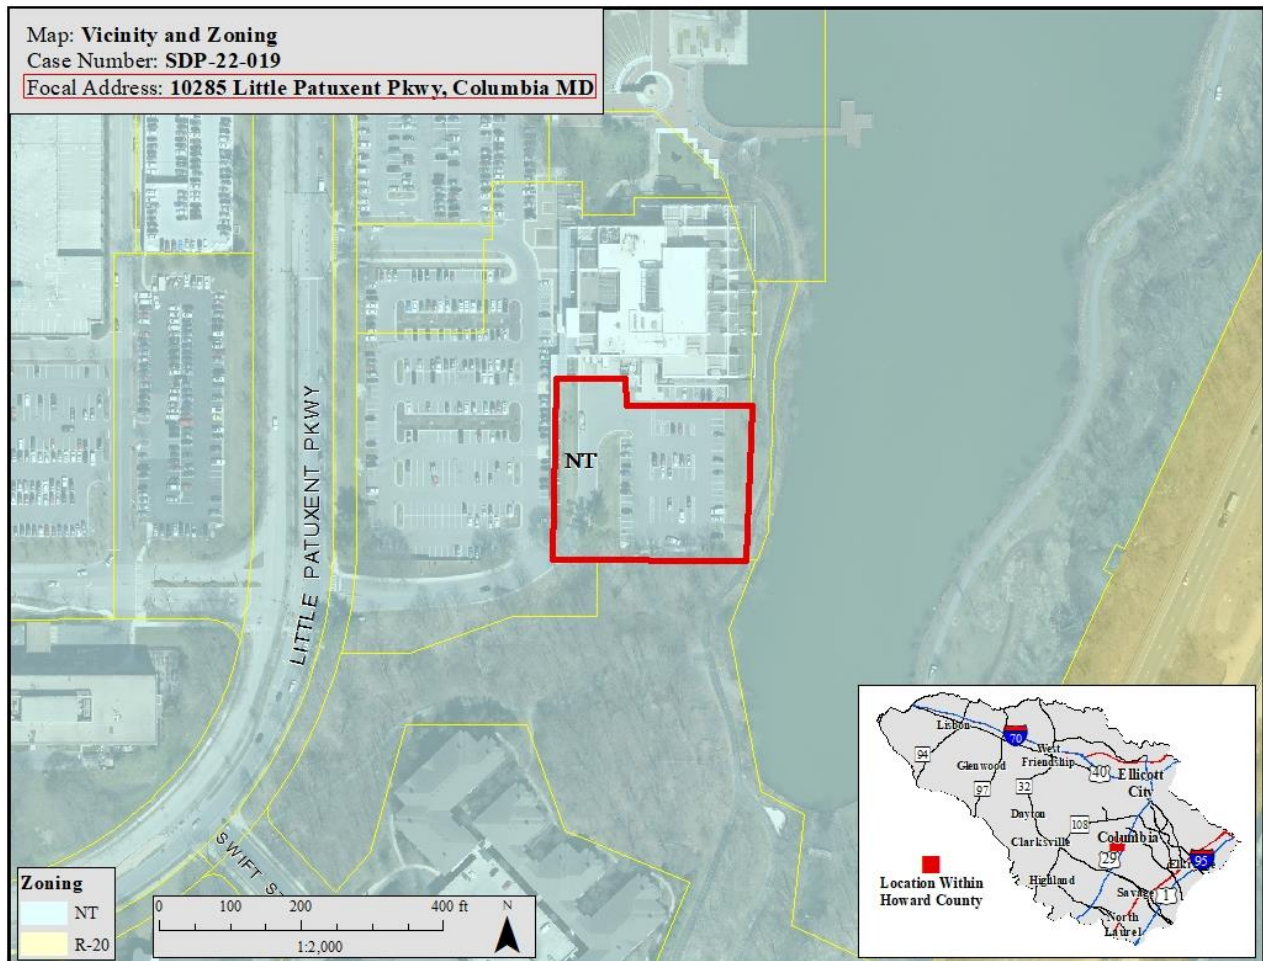 Map: Vicinity and Zoning
Case Number: SDP-22-019
Focal Address: 10285 Little Patuxent Pkwy, Columbia MD
NT
LITTLE PATUXENT PKWY
SWIFT S
Zoning
NT
R-20
0 100 200 400 ft
1:2,000
N
Lisbon
70
94
Glenwood
West
Friendship
40
Ellicott
City
97
32
Dayton
108
Clarksville
Columbia
29
95
Highland
Savage
1
North
Laurel
Location Within
Howard County